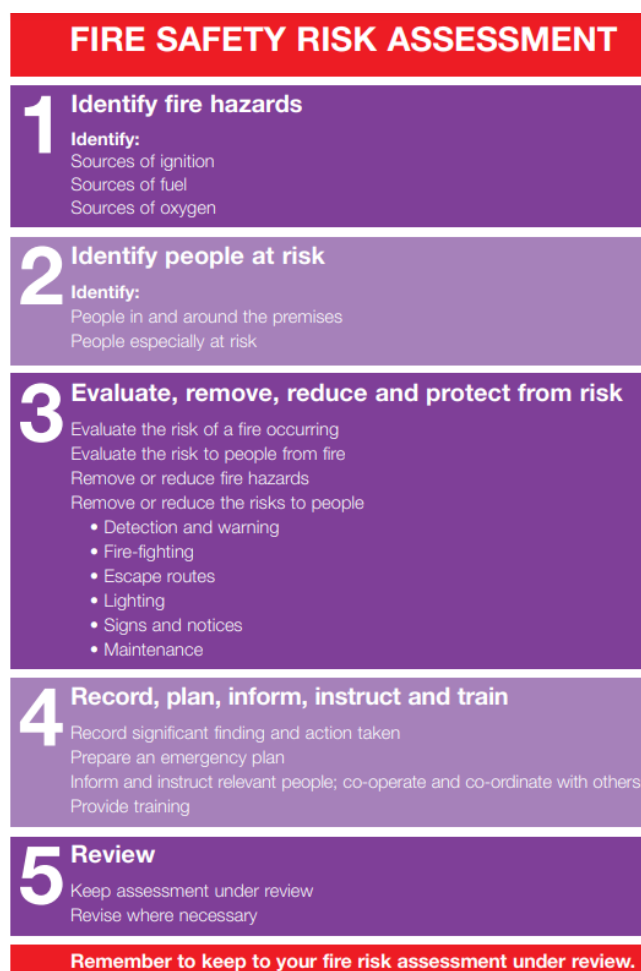 FIRE SAFETY RISK ASSESSMENT
1
Identify fire hazards
Identify:
Sources of ignition
Sources of fuel
Sources of oxygen
2
Identify people at risk
Identify:
People in and around the premises
People especially at risk
3
Evaluate, remove, reduce and protect from risk
Evaluate the risk of a fire occurring
Evaluate the risk to people from fire
Remove or reduce fire hazards
Remove or reduce the risks to people
• Detection and warning
• Fire-fighting
• Escape routes
• Lighting
• Signs and notices
• Maintenance
4
Record, plan, inform, instruct and train
Record significant finding and action taken
Prepare an emergency plan
Inform and instruct relevant people; co-operate and co-ordinate with others
Provide training
5
Review
Keep assessment under review
Revise where necessary
Remember to keep to your fire risk assessment under review.